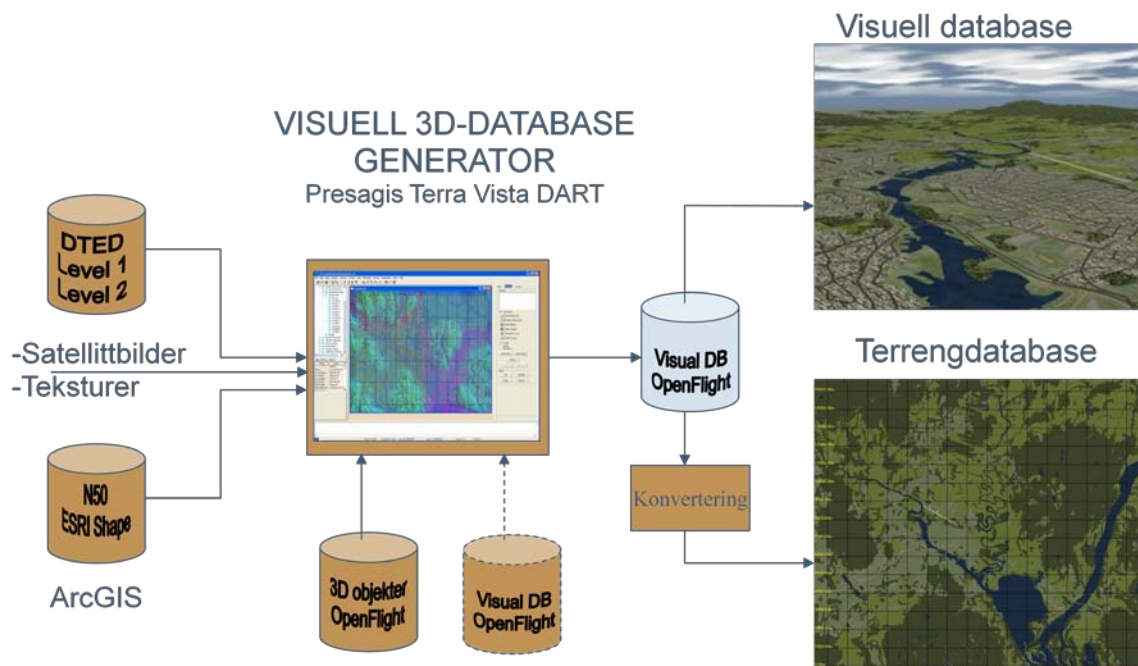 Visuell database
VISUELL 3D-DATABASE
GENERATOR
Presagis Terra Vista DART
DTED
Level 1
Level 2
-Satellittbilder
-Teksturer
N50
ESRI Shape
ArcGIS
3D objekter
OpenFlight
Visual DB
OpenFlight
Visual DB
OpenFlight
Konvertering
Terrengdatabase